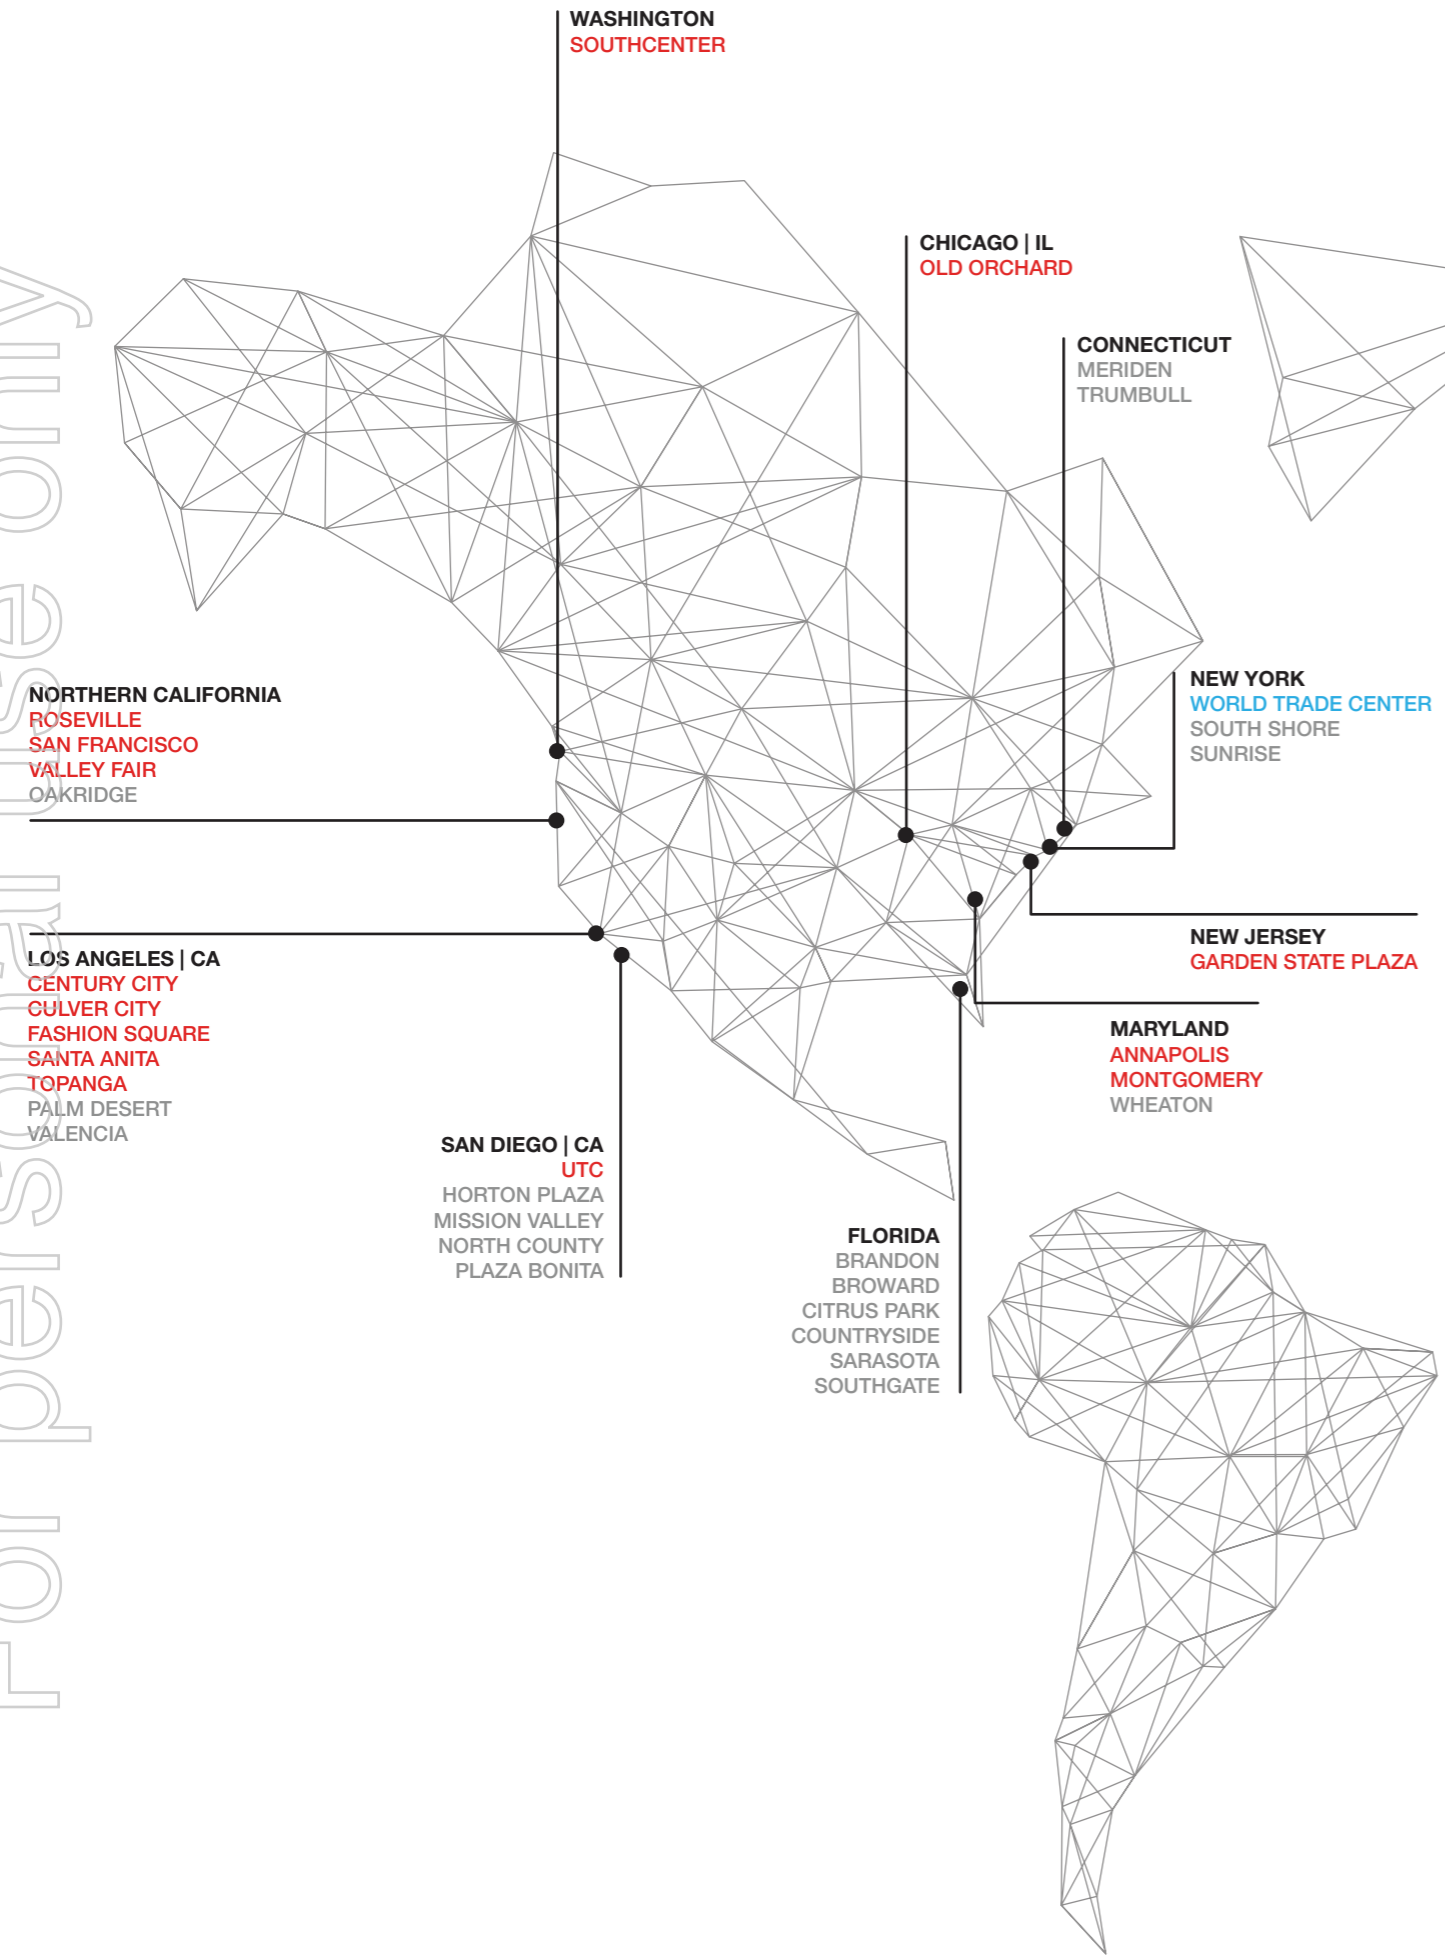 WASHINGTON
SOUTHCENTER
CHICAGO | IL
OLD ORCHARD
CONNECTICUT
MERIDEN
TRUMBULL
NORTHERN CALIFORNIA
ROSEVILLE
SAN FRANCISCO
VALLEY FAIR
OAKRIDGE
NEW YORK
WORLD TRADE CENTER
SOUTH SHORE
SUNRISE
LOS ANGELES | CA
CENTURY CITY
CULVER CITY
FASHION SQUARE
SANTA ANITA
TOPANGA
PALM DESERT
VALENCIA
NEW JERSEY
GARDEN STATE PLAZA
MARYLAND
ANNAPOLIS
MONTGOMERY
WHEATON
SAN DIEGO | CA
UTC
HORTON PLAZA
MISSION VALLEY
NORTH COUNTY
PLAZA BONITA
FLORIDA
BRANDON
BROWARD
CITRUS PARK
COUNTRYSIDE
SARASOTA
SOUTHGATE
For personal use only